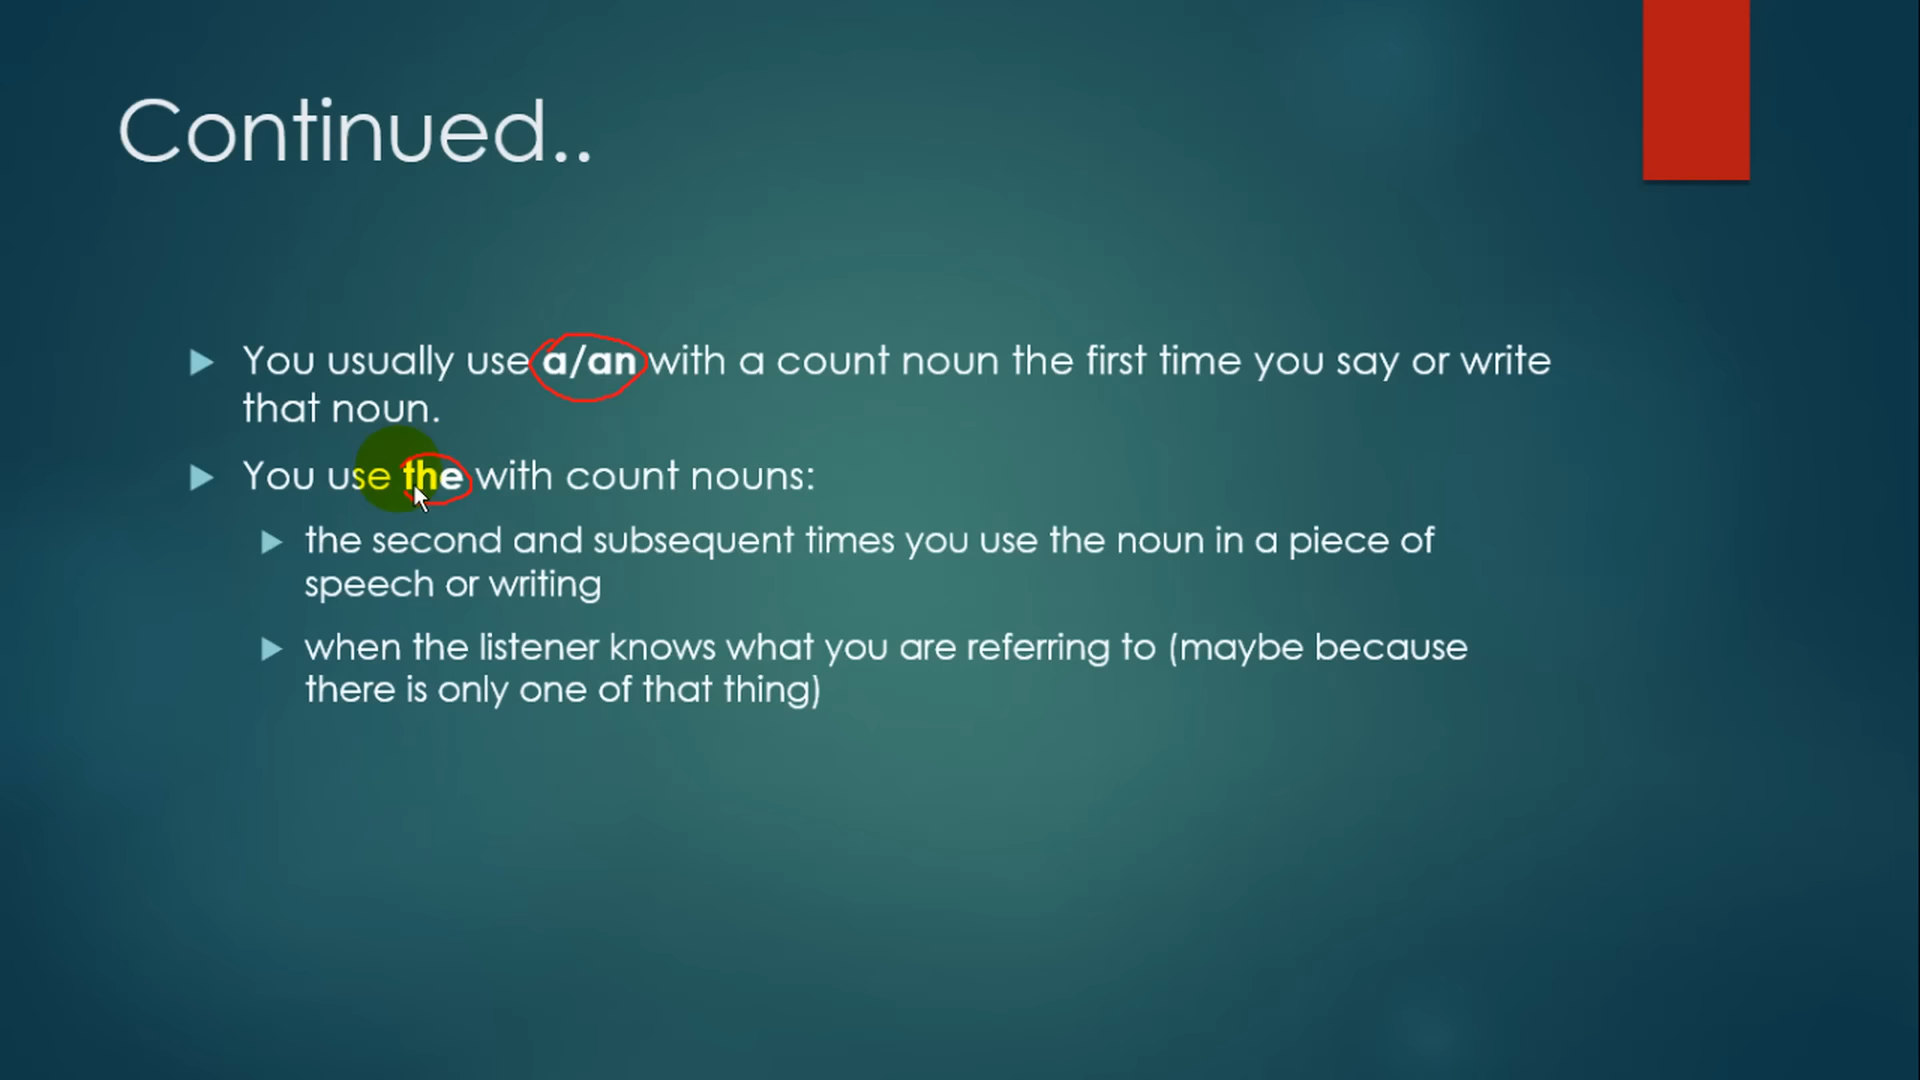 Continued..
You usually use a/an with a count noun the first time you say or write
that noun.
You use the with count nouns:
the second and subsequent times you use the noun in a piece of
speech or writing
when the listener knows what you are referring to (maybe because
there is only one of that thing)